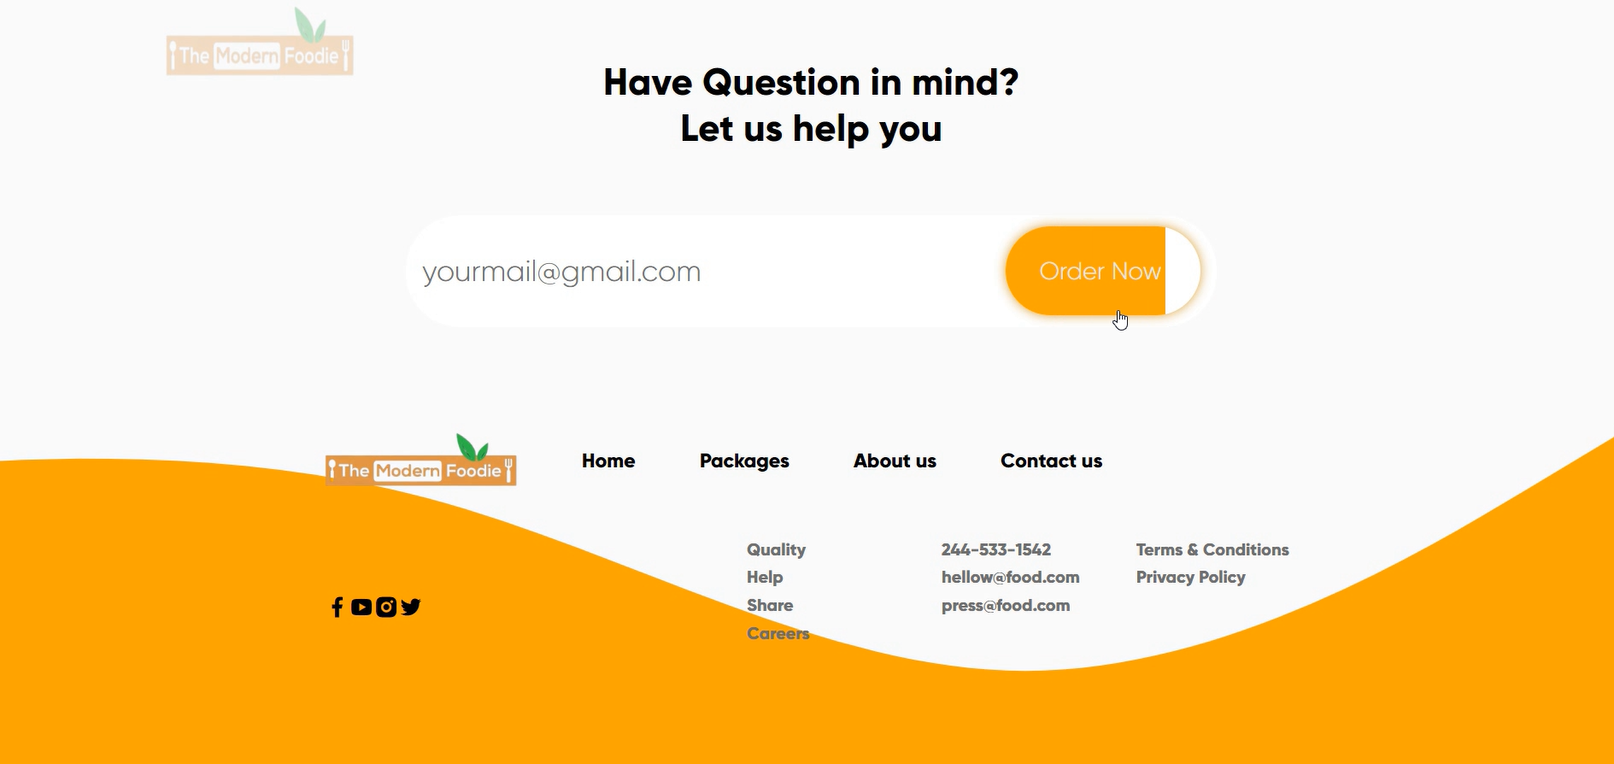 The Modern Foodie
Have Question in mind?
Let us help you
yourmail@gmail.com
Order Now
The Modern Foodie
Home
Packages
About us
Contact us
Quality
Help
Share
Careers
244-533-1542
hellow@food.com
press@food.com
Terms & Conditions
Privacy Policy